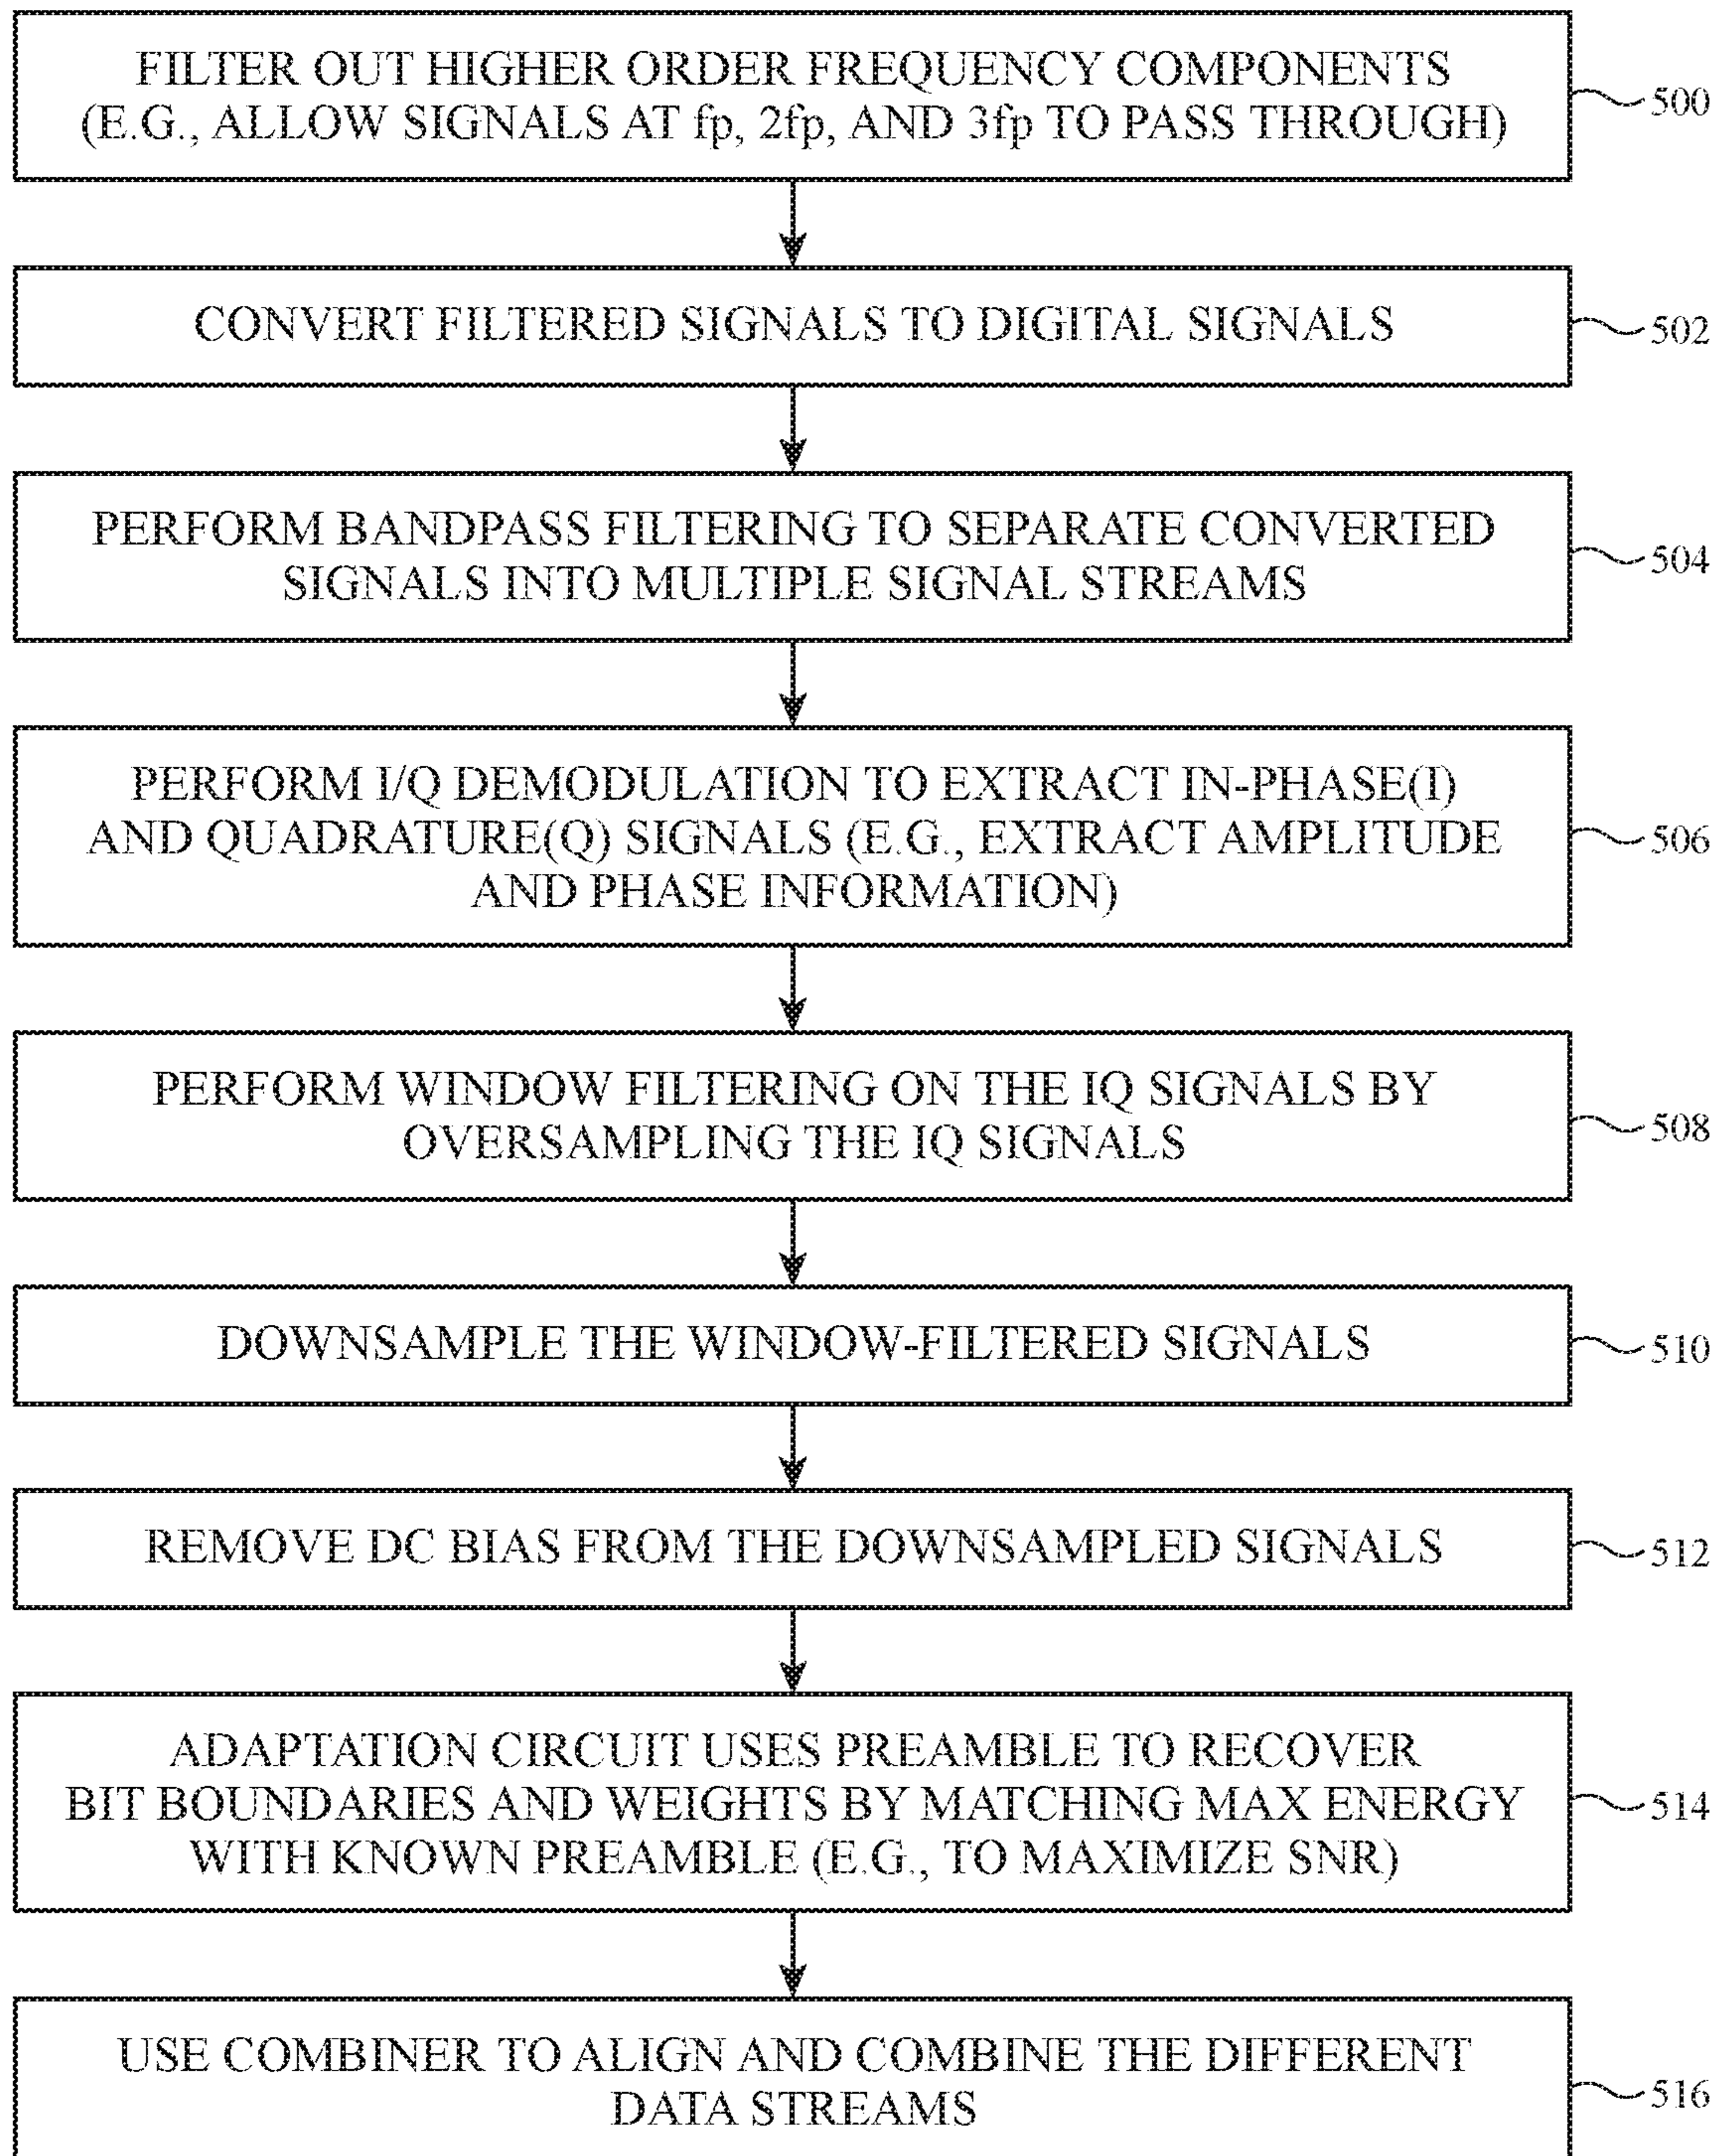 FILTER OUT HIGHER ORDER FREQUENCY COMPONENTS
(E.G., ALLOW SIGNALS AT fp, 2fp, AND 3fp TO PASS THROUGH)
500
CONVERT FILTERED SIGNALS TO DIGITAL SIGNALS
502
PERFORM BANDPASS FILTERING TO SEPARATE CONVERTED
SIGNALS INTO MULTIPLE SIGNAL STREAMS
504
PERFORM I/Q DEMODULATION TO EXTRACT IN-PHASE(I)
AND QUADRATURE(Q) SIGNALS (E.G., EXTRACT AMPLITUDE
AND PHASE INFORMATION)
506
PERFORM WINDOW FILTERING ON THE IQ SIGNALS BY
OVERSAMPLING THE IQ SIGNALS
508
DOWNSAMPLE THE WINDOW-FILTERED SIGNALS
510
REMOVE DC BIAS FROM THE DOWNSAMPLED SIGNALS
512
ADAPTATION CIRCUIT USES PREAMBLE TO RECOVER
BIT BOUNDARIES AND WEIGHTS BY MATCHING MAX ENERGY
WITH KNOWN PREAMBLE (E.G., TO MAXIMIZE SNR)
514
USE COMBINER TO ALIGN AND COMBINE THE DIFFERENT
DATA STREAMS
516